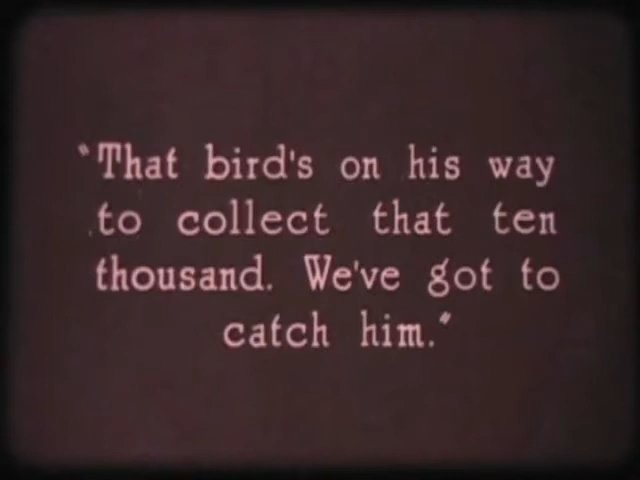 "That bird's on his way
to collect that ten
thousand. We've got to
catch him."